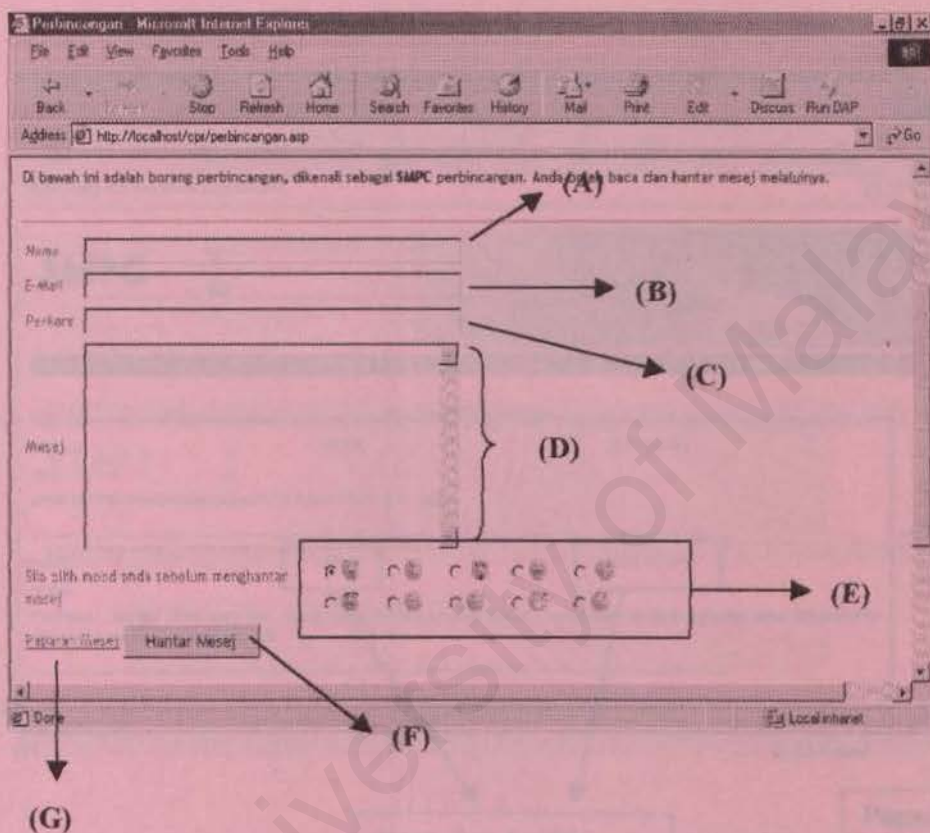 Perbincangan - Microsoft Internet Explorer
File Edit View Favorites Tools Help
Back Stop Refresh Home Search Favorites History Mail Print Edit Discuss Run DAP
Address http://localhost/cpi/perbincangan.asp Go
Di bawah ini adalah borang perbincangan, dikenali sebagai SMPC perbincangan. Anda boleh baca dan hantar mesej melaluinya.
(A)
Nama
E-Mail
(B)
Perkara
(C)
Mesej
(D)
Sila pilih mood anda sebelum menghantar
mesej
(E)
Paparan Mesej Hantar Mesej
Done Local intranet
(F)
(G)
University of Malay